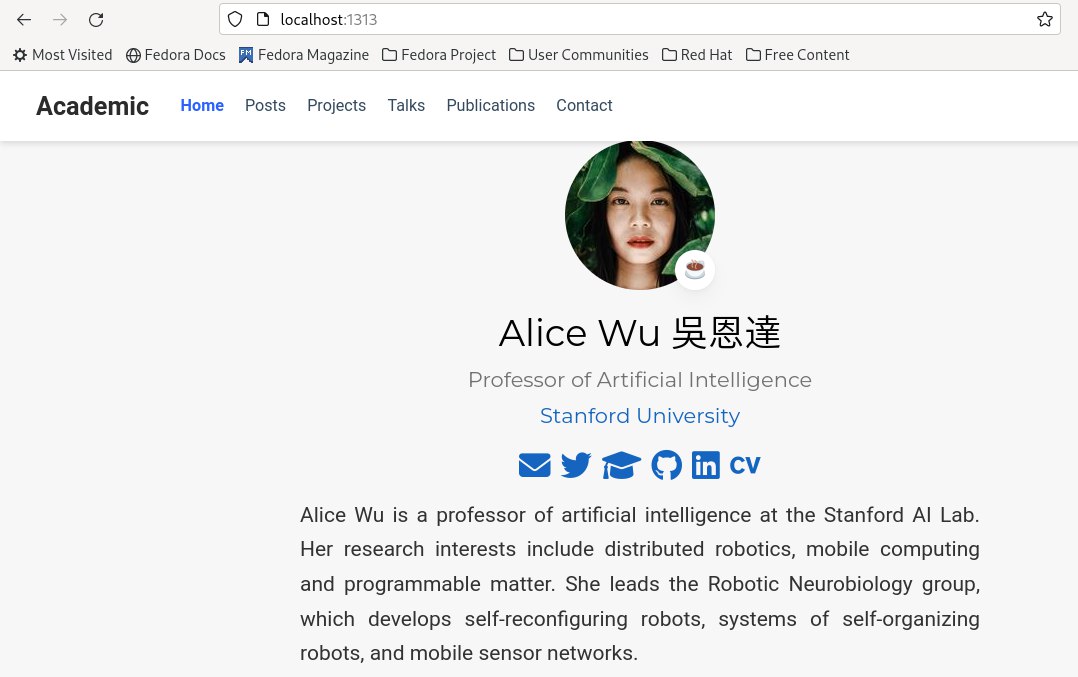 localhost:1313
Most Visited Fedora Docs FM Fedora Magazine Fedora Project User Communities Red Hat Free Content
Academic Home Posts Projects Talks Publications Contact
Alice Wu 吳恩達
Professor of Artificial Intelligence
Stanford University
CV
Alice Wu is a professor of artificial intelligence at the Stanford AI Lab.
Her research interests include distributed robotics, mobile computing
and programmable matter. She leads the Robotic Neurobiology group,
which develops self-reconfiguring robots, systems of self-organizing
robots, and mobile sensor networks.